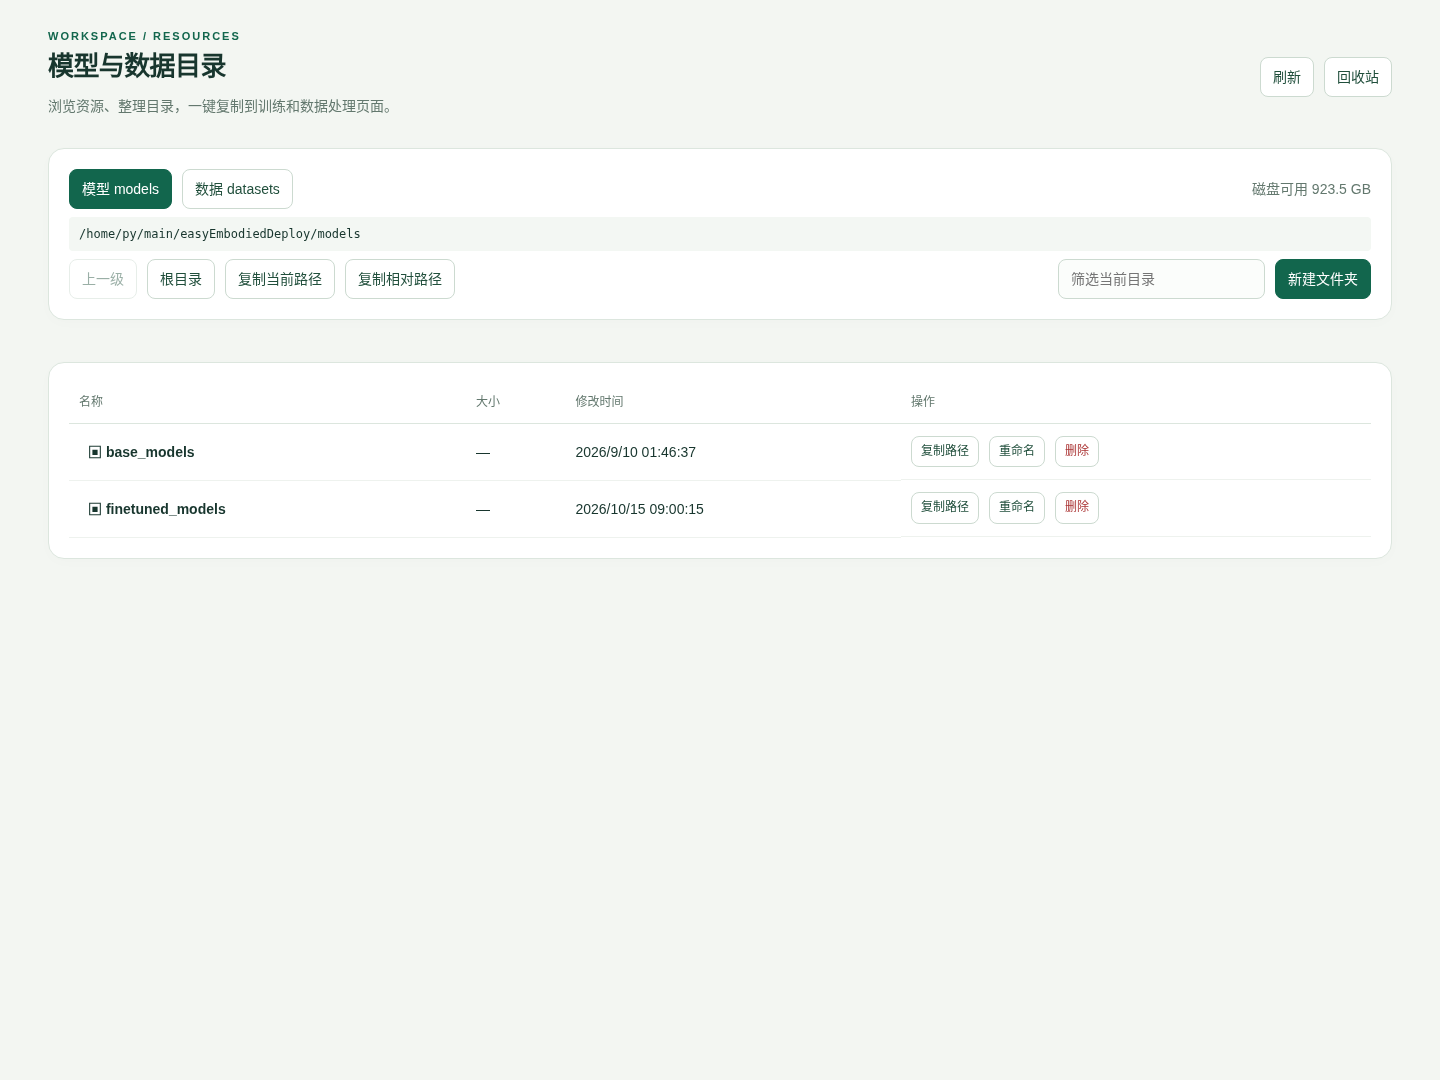 WORKSPACE / RESOURCES
模型与数据目录
浏览资源、整理目录，一键复制到训练和数据处理页面。
刷新 回收站
模型 models 数据 datasets 磁盘可用 923.5 GB
/home/py/main/easyEmbodiedDeploy/models
上一级 根目录 复制当前路径 复制相对路径 筛选当前目录 新建文件夹
名称 大小 修改时间 操作
base_models — 2026/9/10 01:46:37 复制路径 重命名 删除
finetuned_models — 2026/10/15 09:00:15 复制路径 重命名 删除